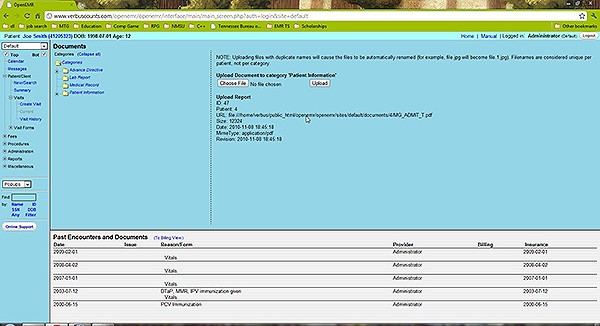 OpenEMR
www.verbuscounts.com/openemr/openemr/interface/main/main_screen.php?auth=login&site=default
dl job search MTG Education Comp Game RPG NMSU Tennessee Bureau of... EMR TS Scholarships Other bookmarks
Patient: Joe Smith (41205323) DOB: 1998-07-01 Age: 12 Home | Manual | Logged in: Administrator (Default) Logout
Default
Top Bot
Calendar
Messages
Patient/Client
New/Search
Summary
Visits
Create Visit
Current
Visit History
Visit Forms
Fees
Procedures
Administration
Reports
Miscellaneous
Popups
Find
by: Name ID
SSN DOB
Any Filter
Online Support
Documents
Categories (Collapse all)
Categories
Advance Directive
Lab Report
Medical Record
Patient Information
NOTE: Uploading files with duplicate names will cause the files to be automatically renamed (for example, file.jpg will become file.1.jpg). Filenames are considered unique
per patient, not per category.
Upload Document to category "Patient Information"
Choose File No file chosen Upload
Upload Report
ID: 47
Patient: 4
URL: file:///home/verbus/public_html/openemr/openemr/sites/default/documents/4/MG_ADMIT_T.pdf
Size: 12324
Date: 2010-11-08 18:45:18
MimeType: application/pdf
Revision: 2010-11-08 18:45:18
Past Encounters and Documents (To Billing View)
Date Issue Reason/Form Provider Billing Insurance
2009-02-01 Administrator 2009-02-01
Vitals
2008-04-02 Administrator 2008-04-02
Vitals
2007-01-01 Administrator 2007-01-01
Vitals
2003-07-12 DTaP, MMR, IPV immunization given Administrator 2003-07-12
Vitals
2000-06-15 PCV Immunization Administrator 2000-06-15